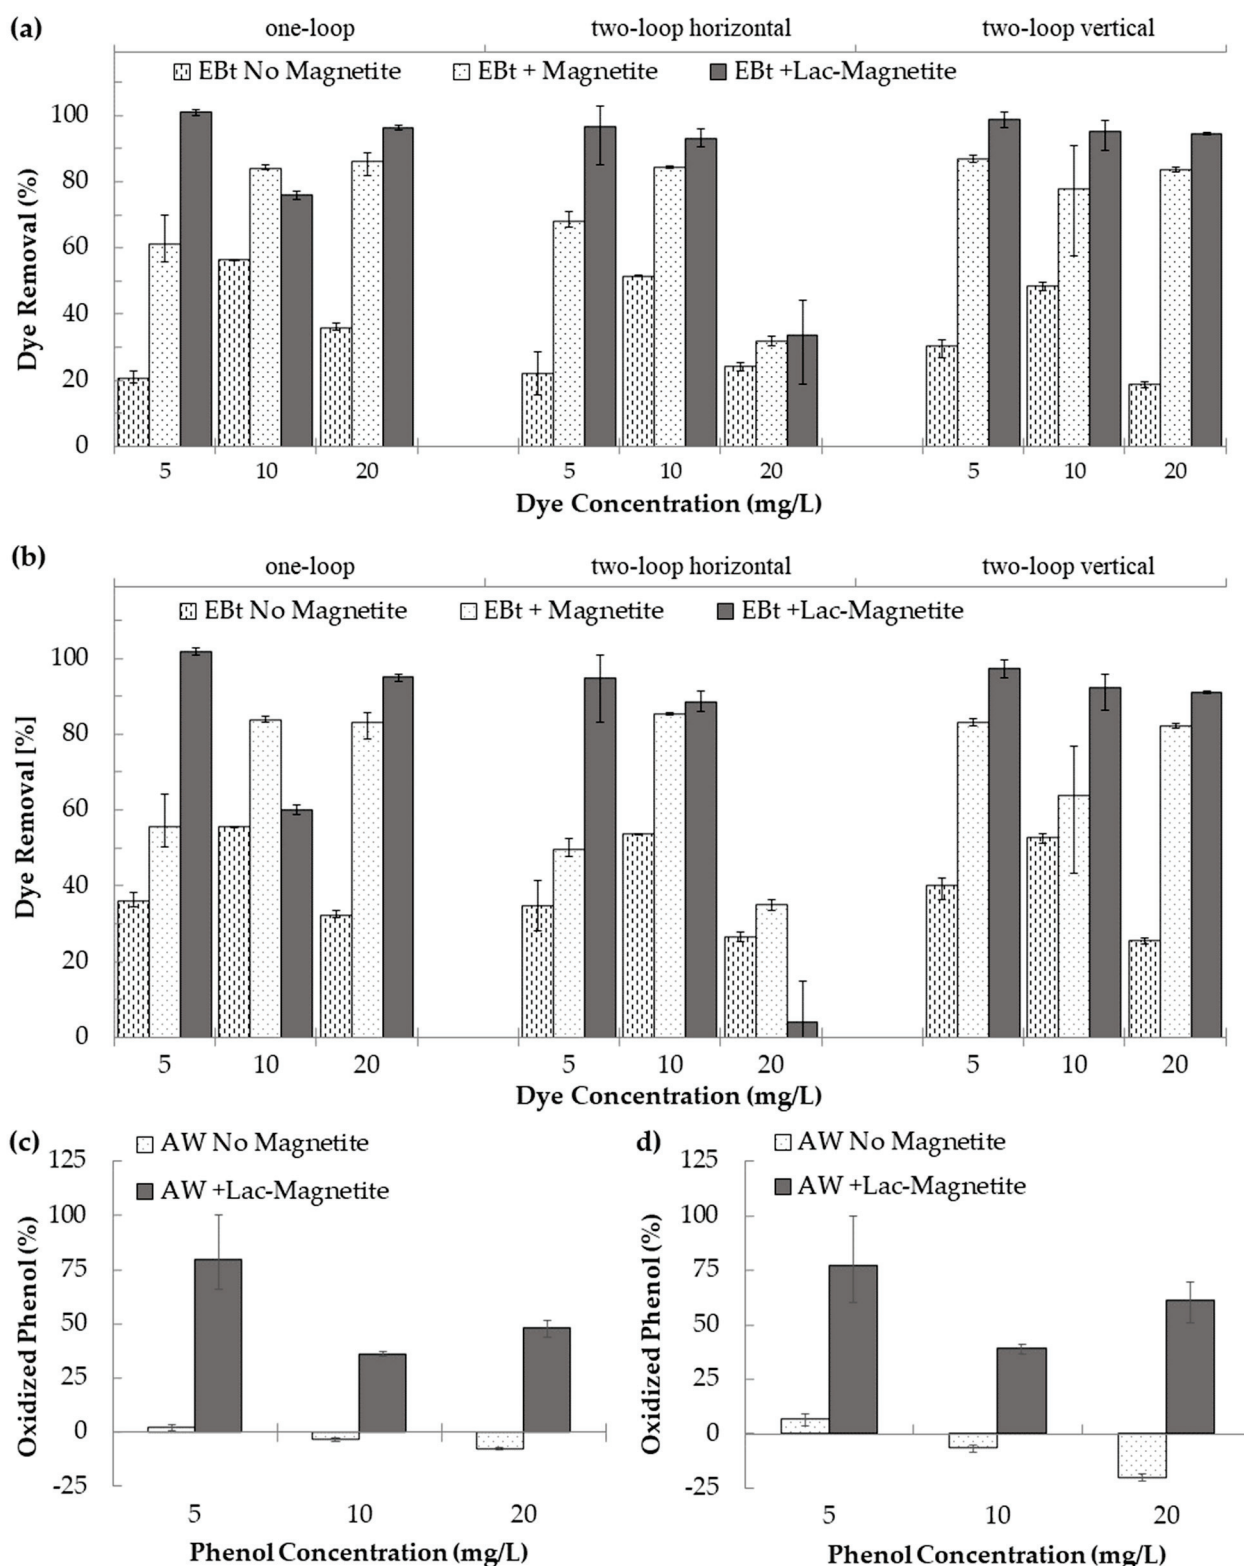 (a)
one-loop two-loop horizontal two-loop vertical
EBt No Magnetite EBt + Magnetite EBt +Lac-Magnetite
Dye Removal (%)
100
80
60
40
20
0
5 10 20 5 10 20 5 10 20
Dye Concentration (mg/L)
(b)
one-loop two-loop horizontal two-loop vertical
EBt No Magnetite EBt + Magnetite EBt +Lac-Magnetite
Dye Removal [%]
100
80
60
40
20
0
5 10 20 5 10 20 5 10 20
Dye Concentration (mg/L)
(c)
AW No Magnetite
AW +Lac-Magnetite
Oxidized Phenol (%)
125
100
75
50
25
0
-25
5 10 20
Phenol Concentration (mg/L)
d)
AW No Magnetite
AW +Lac-Magnetite
Oxidized Phenol (%)
125
100
75
50
25
0
-25
5 10 20
Phenol Concentration (mg/L)